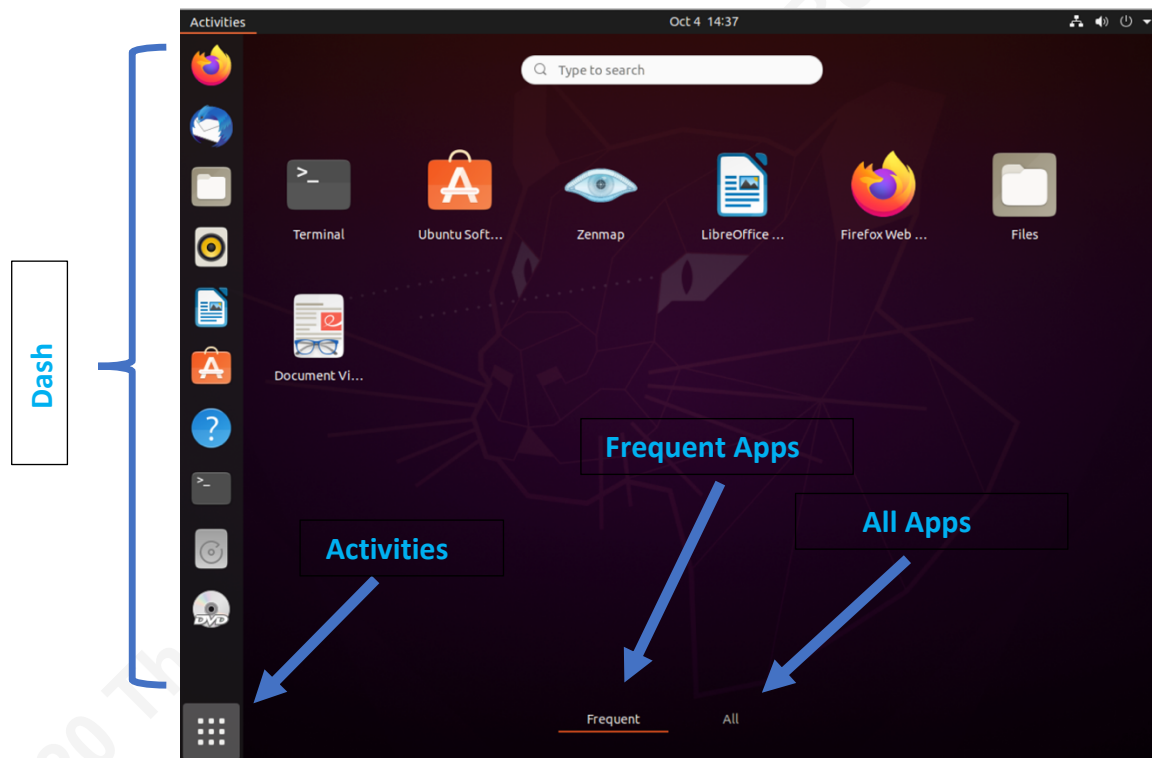 Activities
Oct 4 14:37
Type to search
>_
Terminal
Ubuntu Soft...
Zenmap
LibreOffice ...
Firefox Web ...
Files
Document Vi...
Dash
?
>_
DVD
Frequent Apps
All Apps
Activities
Frequent
All